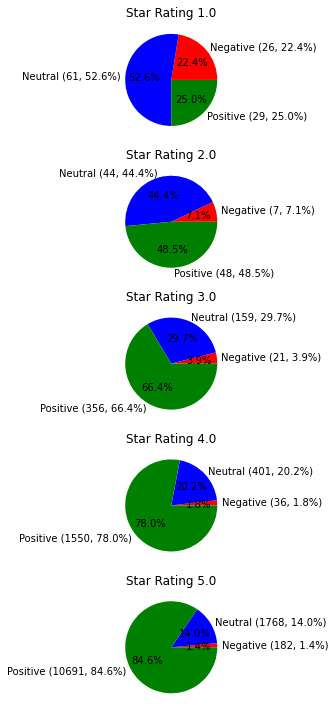 Star Rating 1.0
Negative (26, 22.4%)
22.4%
Neutral (61, 52.6%)
52.6%
25.0%
Positive (29, 25.0%)
Star Rating 2.0
Neutral (44, 44.4%)
44.4%
Negative (7, 7.1%)
7.1%
48.5%
Positive (48, 48.5%)
Star Rating 3.0
Neutral (159, 29.7%)
29.7%
Negative (21, 3.9%)
3.9%
66.4%
Positive (356, 66.4%)
Star Rating 4.0
Neutral (401, 20.2%)
20.2%
Negative (36, 1.8%)
1.8%
78.0%
Positive (1550, 78.0%)
Star Rating 5.0
Neutral (1768, 14.0%)
14.0%
Negative (182, 1.4%)
1.4%
84.6%
Positive (10691, 84.6%)